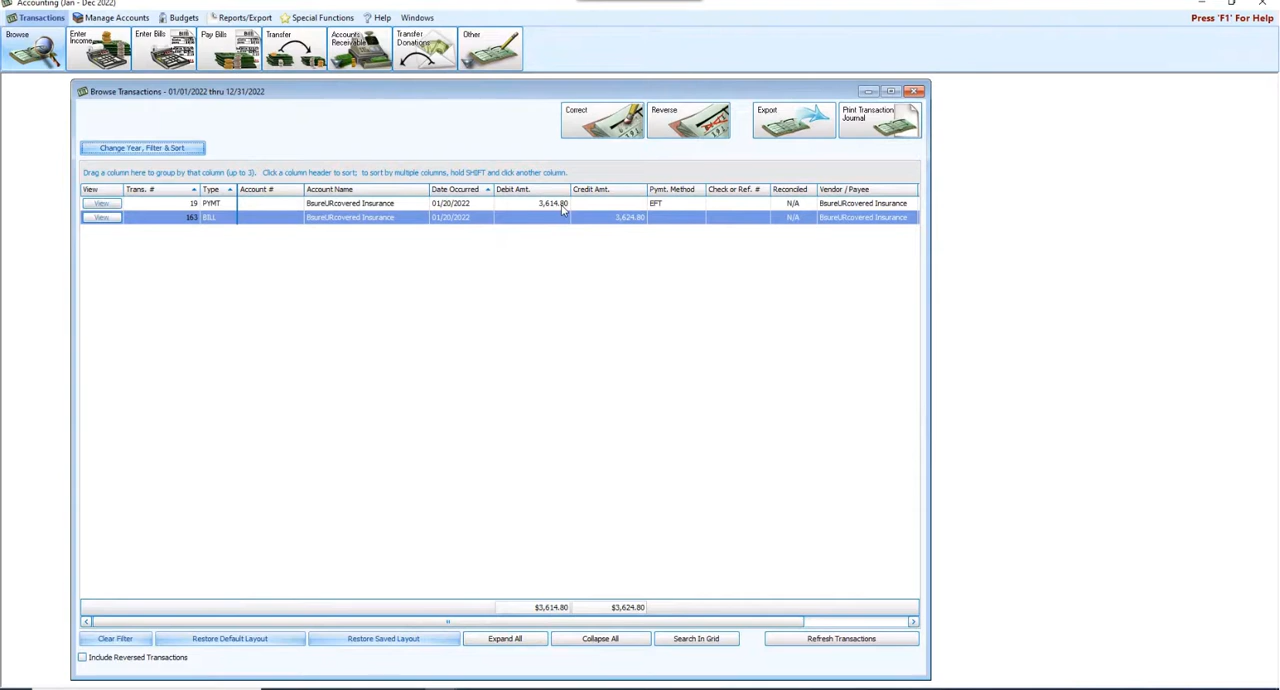 Accounting (Jan - Dec 2022)
Transactions Manage Accounts Budgets Reports/Export Special Functions Help Windows Press 'F1' For Help
Browse Enter Income Enter Bills Pay Bills Transfer Accounts Receivable Transfer Donations Other
Browse Transactions - 01/01/2022 thru 12/31/2022
Correct Reverse Export Print Transaction Journal
Change Year, Filter & Sort
Drag a column here to group by that column (up to 3). Click a column header to sort; to sort by multiple columns, hold SHIFT and click another column.
View Trans. # Type Account # Account Name Date Occurred Debit Amt. Credit Amt. Pymt. Method Check or Ref. # Reconciled Vendor / Payee
View 19 PYMT BsureURcovered Insurance 01/20/2022 3,614.80 EFT N/A BsureURcovered Insurance
View 163 BILL BsureURcovered Insurance 01/20/2022 3,624.80 N/A BsureURcovered Insurance
$3,614.80 $3,624.80
Clear Filter Restore Default Layout Restore Saved Layout Expand All Collapse All Search In Grid Refresh Transactions
Include Reversed Transactions